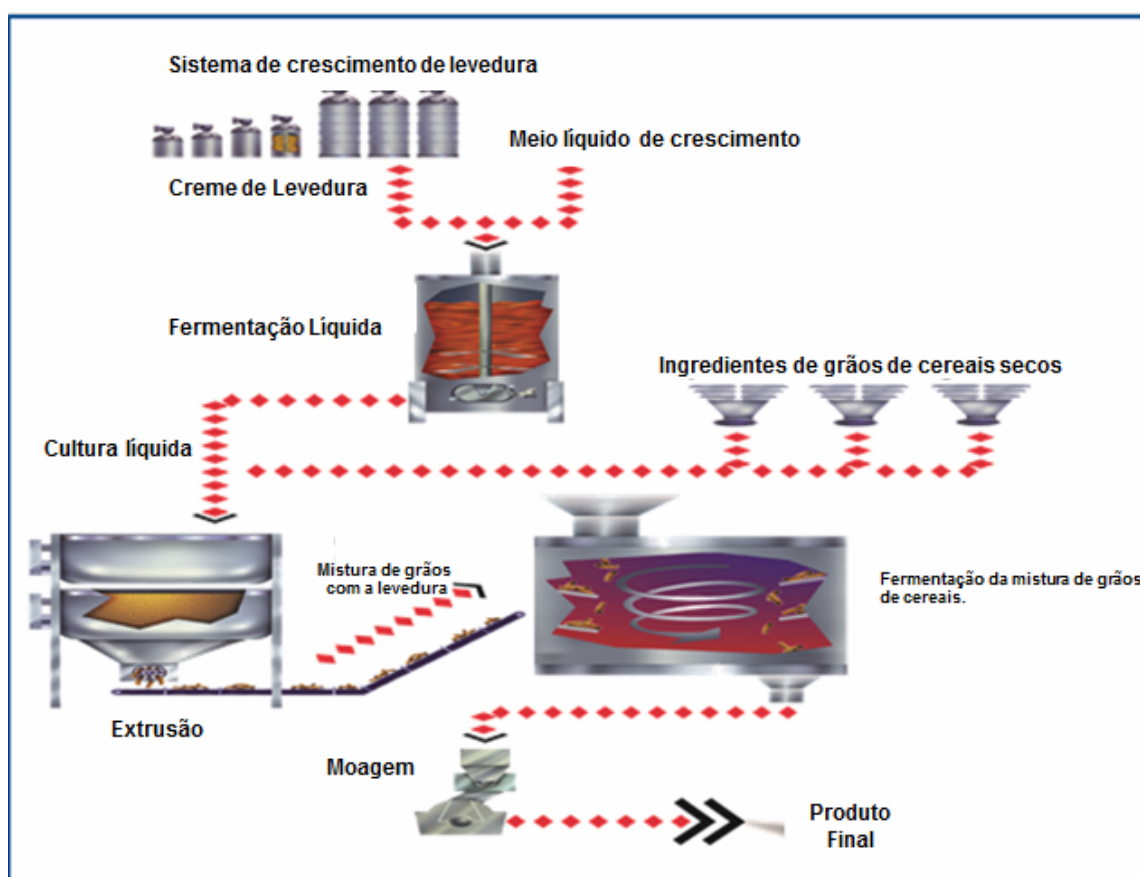 Sistema de crescimento de levedura
Meio líquido de crescimento
Creme de Levedura
Fermentação Líquida
Ingredientes de grãos de cereais secos
Cultura líquida
Mistura de grãos
com a levedura
Fermentação da mistura de grãos
de cereais.
Extrusão
Moagem
Produto
Final